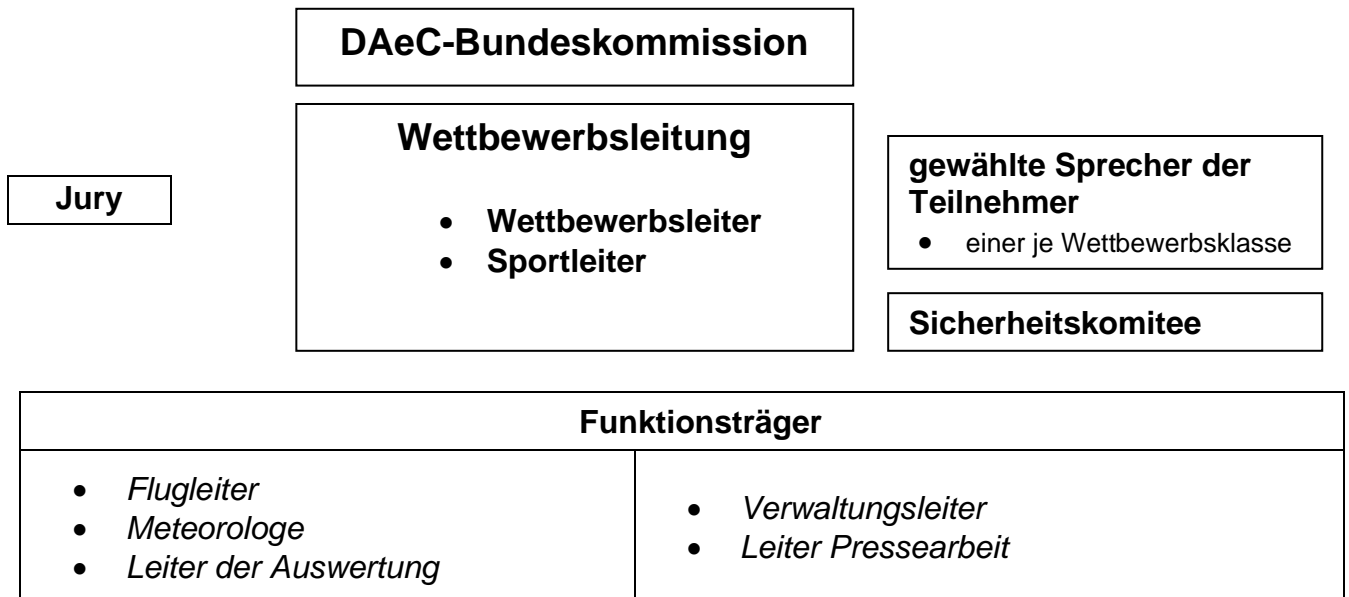 DAeC-Bundeskommission
Wettbewerbsleitung
• Wettbewerbsleiter
• Sportleiter
Jury
gewählte Sprecher der
Teilnehmer
• einer je Wettbewerbsklasse
Sicherheitskomitee
Funktionsträger
• Flugleiter
• Meteorologe
• Leiter der Auswertung
• Verwaltungsleiter
• Leiter Pressearbeit